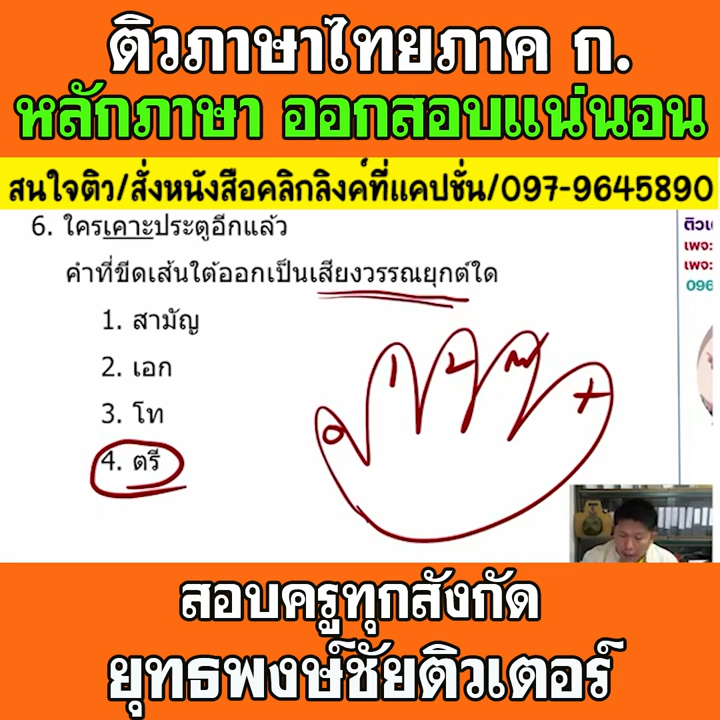 ติวภาษาไทยภาค ก.
หลักภาษา ออกสอบแน่นอน
สนใจติว/สั่งหนังสือคลิกลิงค์ที่แคปชั่น/097-9645890
6. ใครเคาะประตูอีกแล้ว
คำที่ขีดเส้นใต้ออกเป็นเสียงวรรณยุกต์ใด
1. สามัญ
2. เอก
3. โท
4. ตรี
เพจ:
เพจ:
096
สอบครูทุกสังกัด
ยุทธพงษ์ชัยติวเตอร์